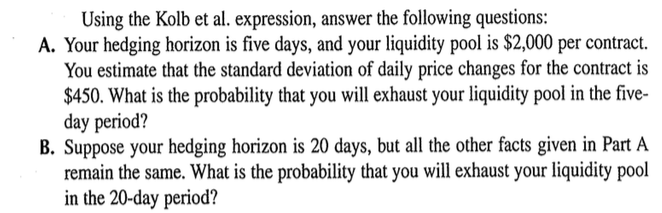 Using the Kolb et al. expression, answer the following questions:
A. Your hedging horizon is five days, and your liquidity pool is $2,000 per contract.
You estimate that the standard deviation of daily price changes for the contract is
$450. What is the probability that you will exhaust your liquidity pool in the five-
day period?
B. Suppose your hedging horizon is 20 days, but all the other facts given in Part A
remain the same. What is the probability that you will exhaust your liquidity pool
in the 20-day period?